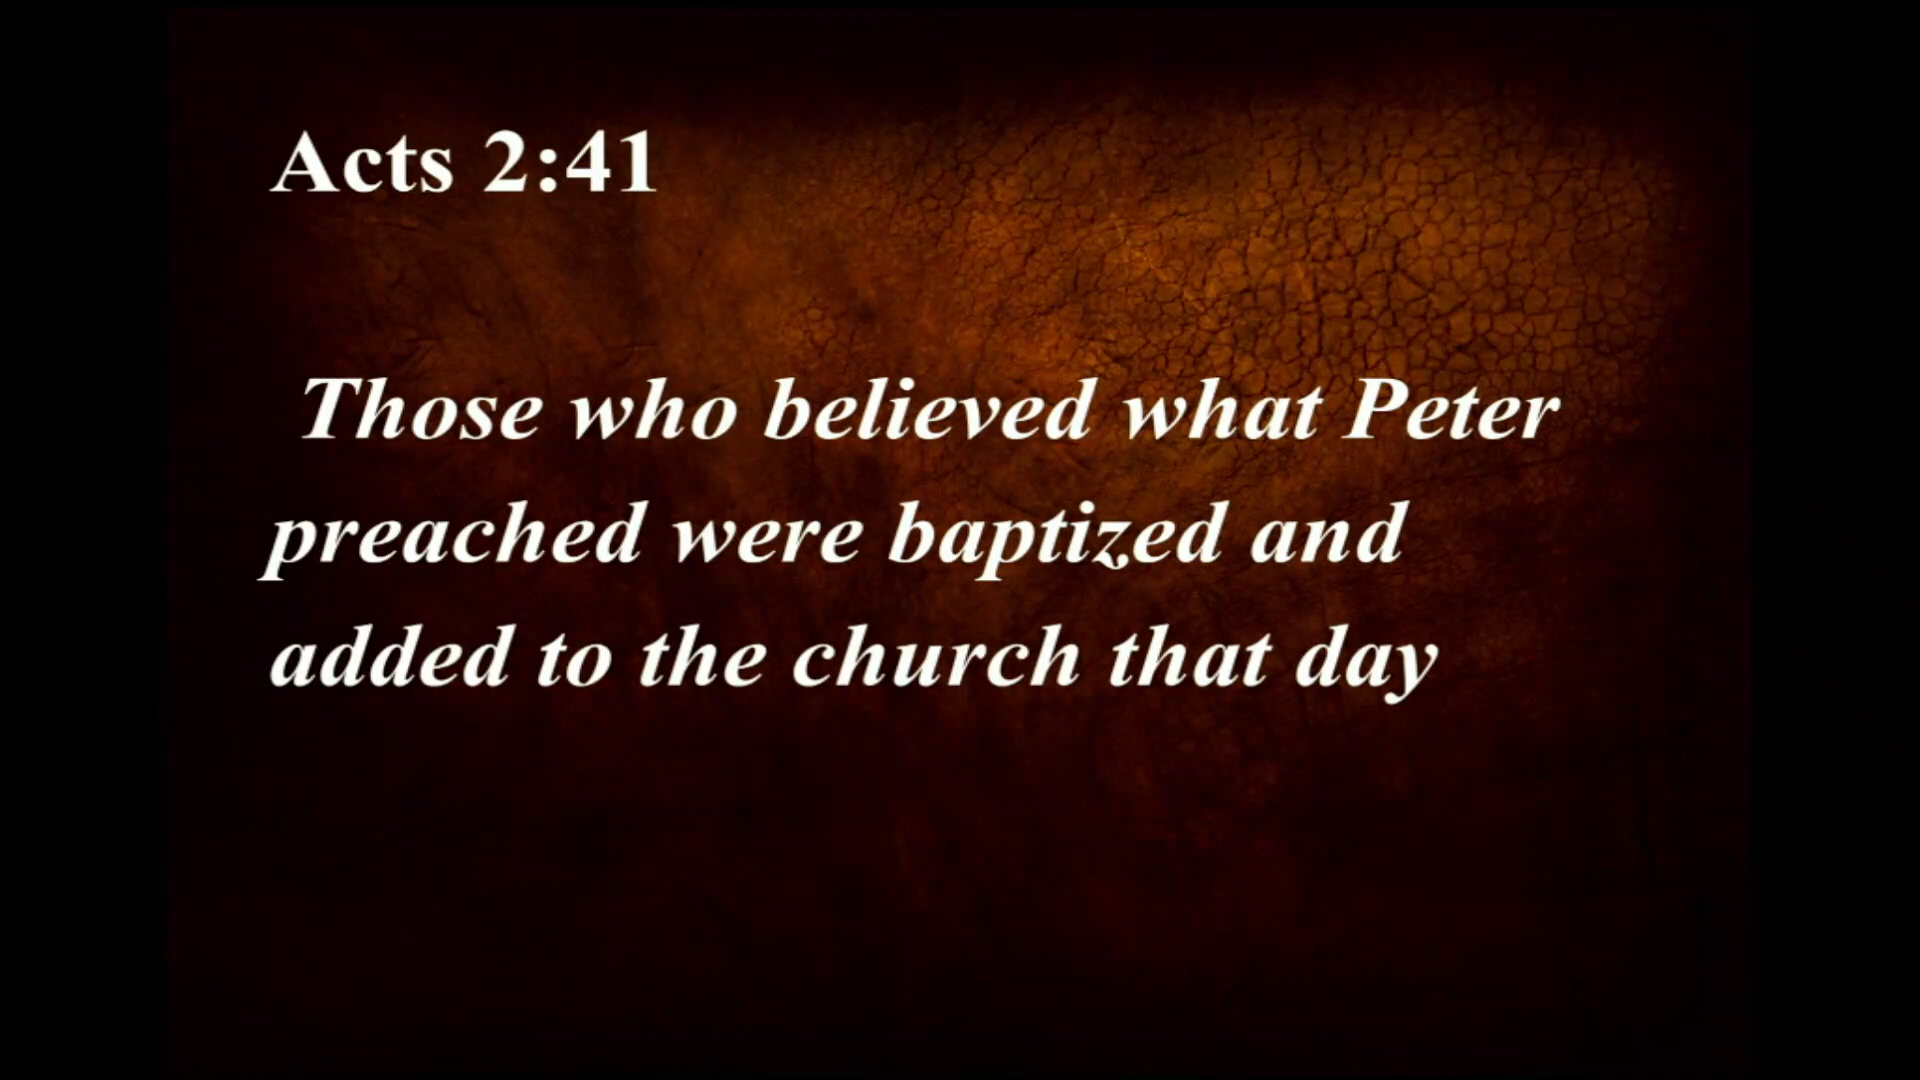 Acts 2:41
Those who believed what Peter
preached were baptized and
added to the church that day